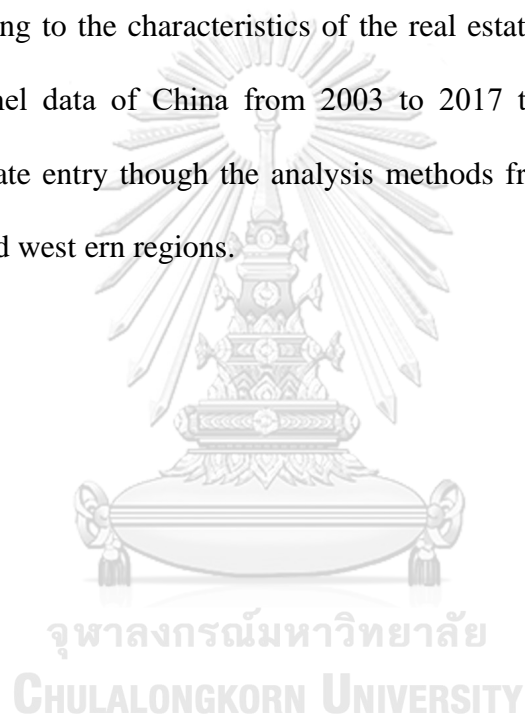 ing to the characteristics of the real estat
nel data of China from 2003 to 2017 t
ate entry though the analysis methods fr
d west ern regions.
จุฬาลงกรณ์มหาวิทยาลัย
CHULALONGKORN UNIVERSITY